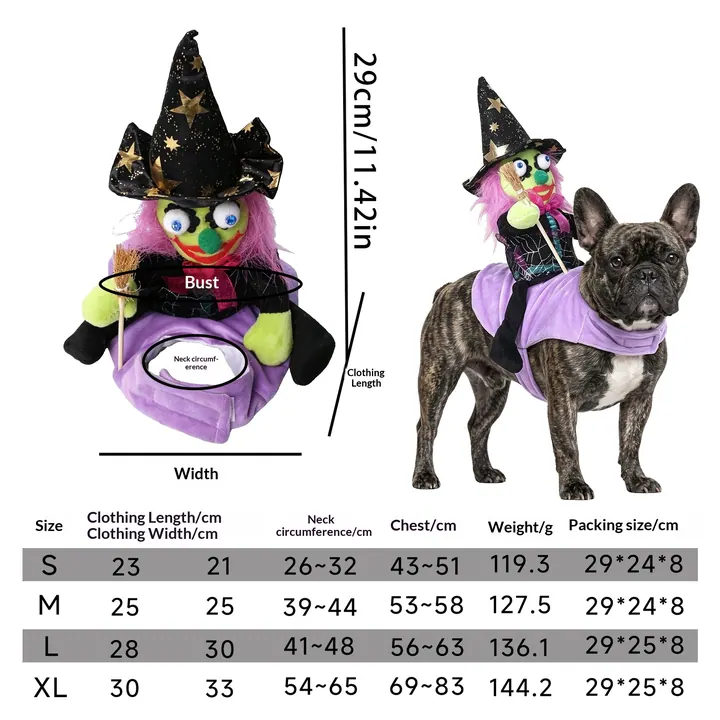 29cm/11.42in
Bust
Neck circumf-
erence
Clothing
Length
Width
Size Clothing Length/cm Clothing Width/cm Neck circumference/cm Chest/cm Weight/g Packing size/cm
S 23 21 26~32 43~51 119.3 29*24*8
M 25 25 39~44 53~58 127.5 29*24*8
L 28 30 41~48 56~63 136.1 29*25*8
XL 30 33 54~65 69~83 144.2 29*25*8